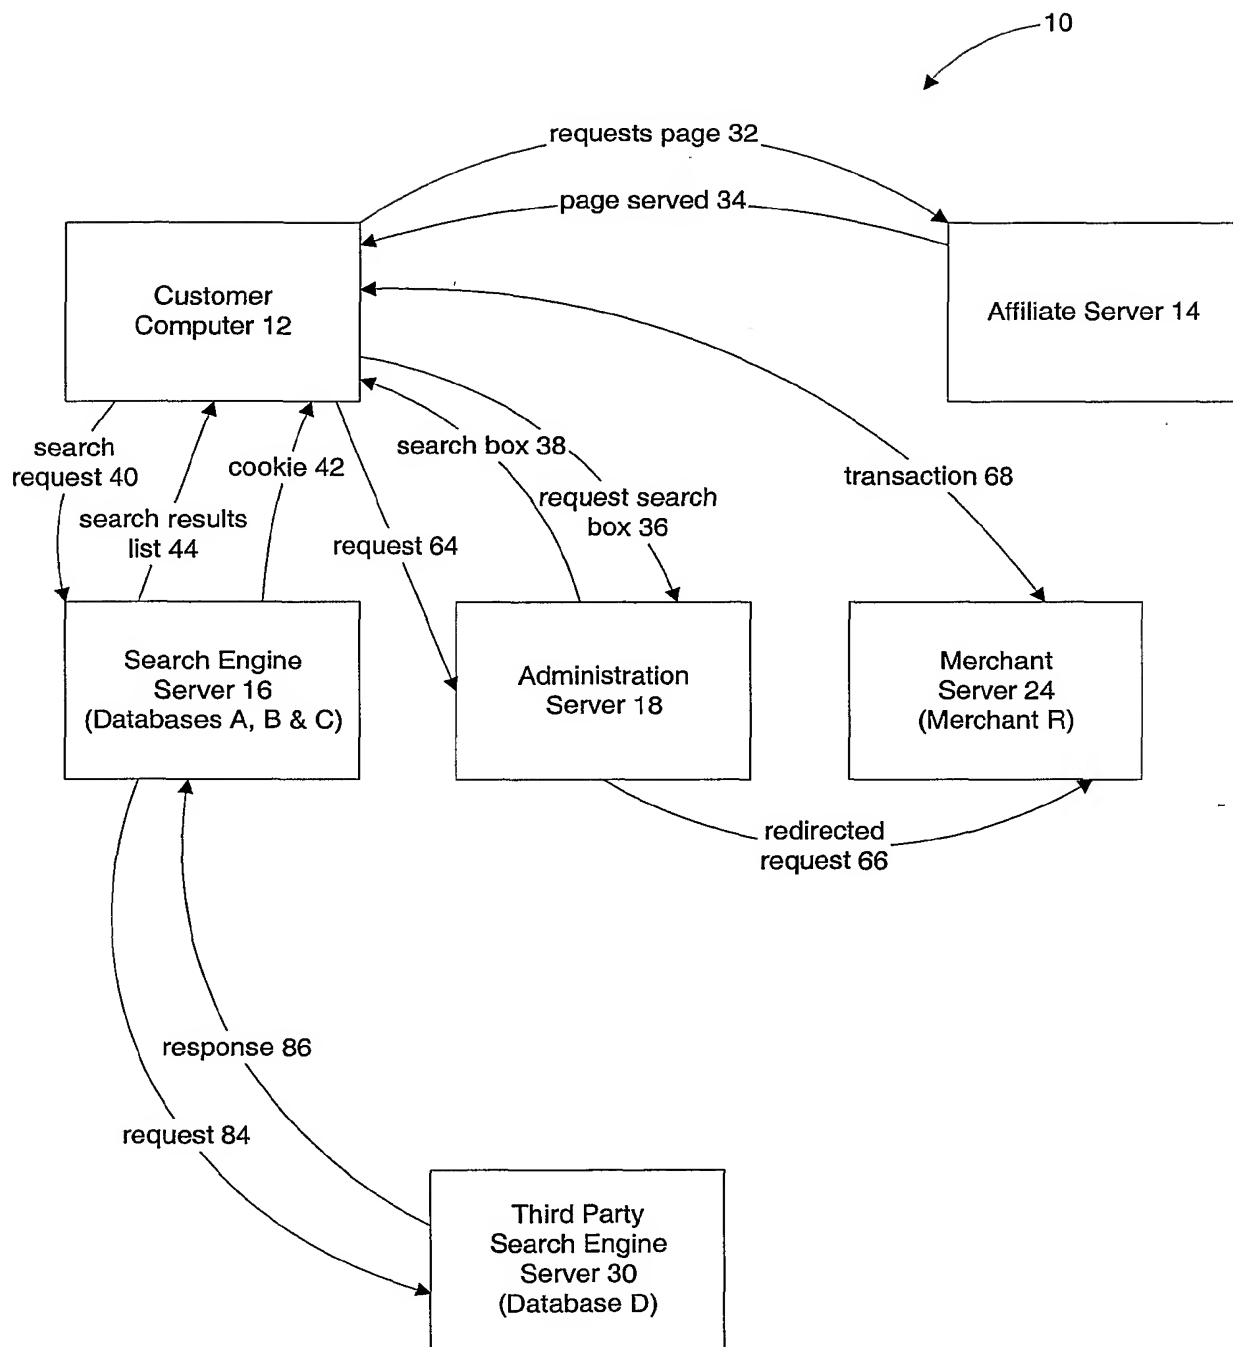 10
requests page 32
page served 34
Customer
Computer 12
Affiliate Server 14
search
request 40
cookie 42
search box 38
transaction 68
search results
list 44
request search
box 36
request 64
Search Engine
Server 16
(Databases A, B & C)
Administration
Server 18
Merchant
Server 24
(Merchant R)
redirected
request 66
response 86
request 84
Third Party
Search Engine
Server 30
(Database D)